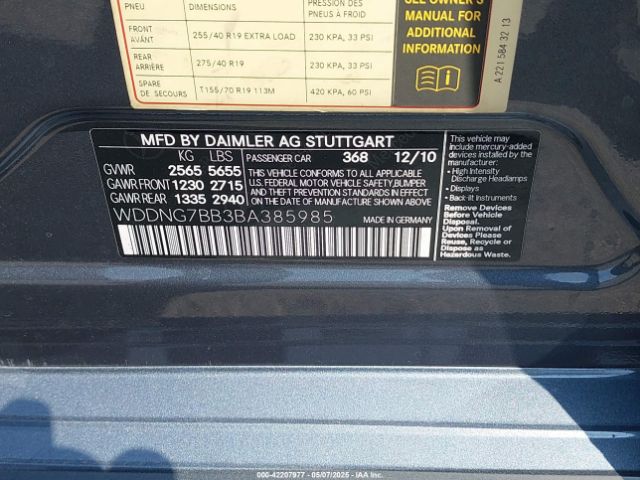 PNEU DIMENSIONS PRESSION DES PNEUS À FROID
FRONT AVANT 255/40 R19 EXTRA LOAD 230 KPA, 33 PSI
REAR ARRIÈRE 275/40 R19 230 KPA, 33 PSI
SPARE DE SECOURS T155/70 R19 113M 420 KPA, 60 PSI
SEE OWNER'S
MANUAL FOR
ADDITIONAL
INFORMATION
A 221 584 32 13
MFD BY DAIMLER AG STUTTGART
KG LBS PASSENGER CAR 368 12/10
GVWR 2565 5655
GAWR FRONT 1230 2715
GAWR REAR 1335 2940
THIS VEHICLE CONFORMS TO ALL APPLICABLE
U.S. FEDERAL MOTOR VEHICLE SAFETY, BUMPER,
AND THEFT PREVENTION STANDARDS IN EFFECT
ON THE DATE OF MANUFACTURE SHOWN ABOVE
WDDNG7BB3BA385985 MADE IN GERMANY
This vehicle may include
mercury-added devices
installed by the
manufacturer:
- High Intensity
Discharge Headlamps
- Displays
- Back-lit Instruments
Remove Devices Before
Vehicle Disposal.
Upon Removal of
Devices Please
Reuse, Recycle or
Dispose as
Hazardous Waste.
© 000-42207977 - 05/07/2025 - IAAI.COM